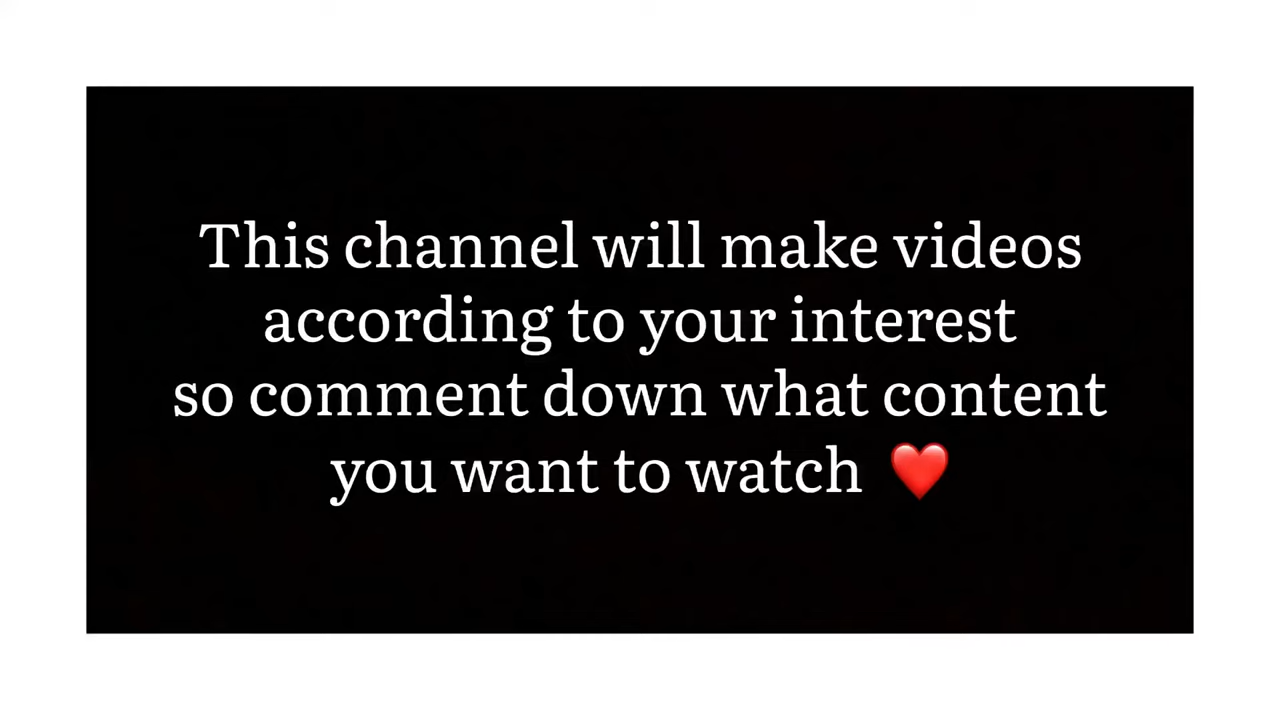 This channel will make videos
according to your interest
so comment down what content
you want to watch ❤️